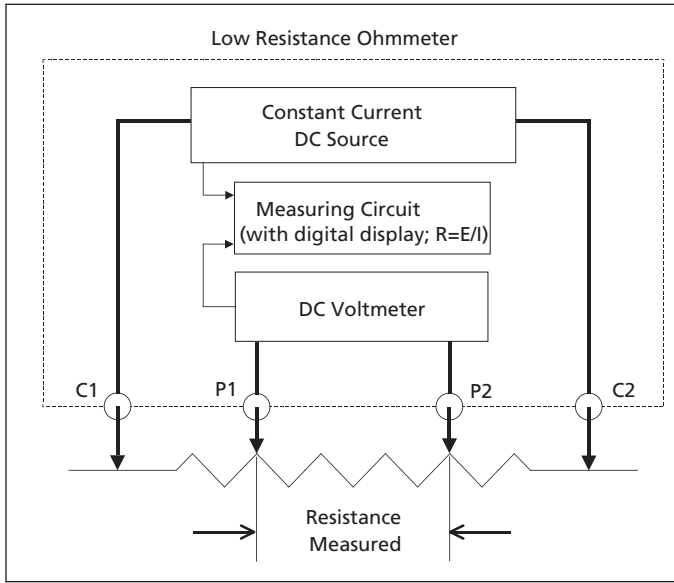 Low Resistance Ohmmeter
Constant Current
DC Source
Measuring Circuit
(with digital display; R=E/I)
DC Voltmeter
C1
P1
P2
C2
Resistance
Measured